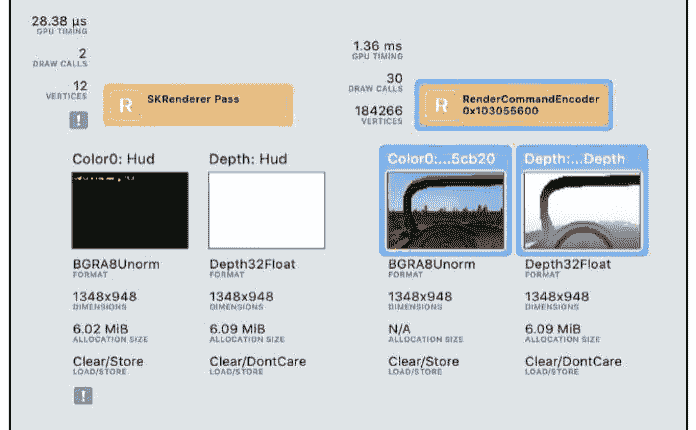 28.38 µs
GPU TIMING
2
DRAW CALLS
12
VERTICES
R
SKRenderer Pass
Color0: Hud
Depth: Hud
BGRA8Unorm
FORMAT
Depth32Float
FORMAT
1348x948
DIMENSIONS
1348x948
DIMENSIONS
6.02 MiB
ALLOCATION SIZE
6.09 MiB
ALLOCATION SIZE
Clear/Store
LOAD/STORE
Clear/DontCare
LOAD/STORE
1.36 ms
GPU TIMING
30
DRAW CALLS
184266
VERTICES
R
RenderCommandEncoder
0x103055600
Color0:...5cb20
Depth:...Depth
BGRA8Unorm
FORMAT
Depth32Float
FORMAT
1348x948
DIMENSIONS
1348x948
DIMENSIONS
N/A
ALLOCATION SIZE
6.09 MiB
ALLOCATION SIZE
Clear/Store
LOAD/STORE
Clear/DontCare
LOAD/STORE